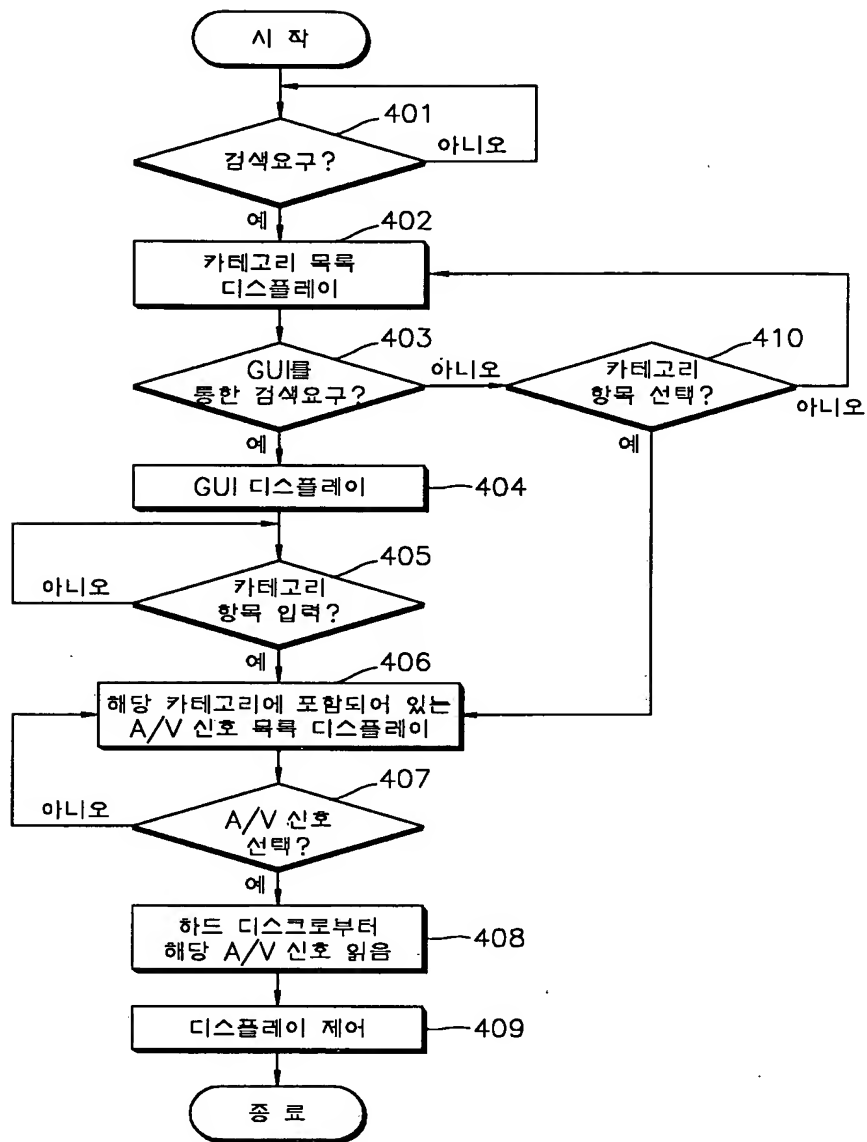 시 작
401
검색요구?
아니오
예
402
카테고리 목록
디스플레이
403
GUI를
통한 검색요구?
아니오
예
410
카테고리
항목 선택?
아니오
예
GUI 디스플레이
404
405
카테고리
항목 입력?
아니오
예
406
해당 카테고리에 포함되어 있는
A/V 신호 목록 디스플레이
407
A/V 신호
선택?
아니오
예
하드 디스크로부터
해당 A/V 신호 읽음
408
디스플레이 제어
409
종 료